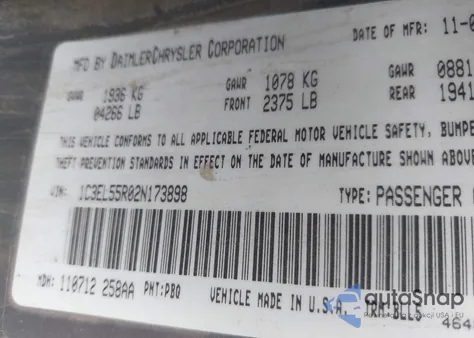 MFD BY DAIMLERCHRYSLER CORPORATION DATE OF MFR: 11-0
GVWR 1936 KG 04266 LB
GAWR FRONT 1078 KG 2375 LB
GAWR REAR 0881 1941
THIS VEHICLE CONFORMS TO ALL APPLICABLE FEDERAL MOTOR VEHICLE SAFETY, BUMPE
THEFT PREVENTION STANDARDS IN EFFECT ON THE DATE OF MANUFACTURE SHOWN ABOVE
VIN: 1C3EL55R02N173898 TYPE: PASSENGER
MDH: 110712 258AA PNT:PB0 VEHICLE MADE IN U.S.A. TRM:BLL5
autoSnap
464